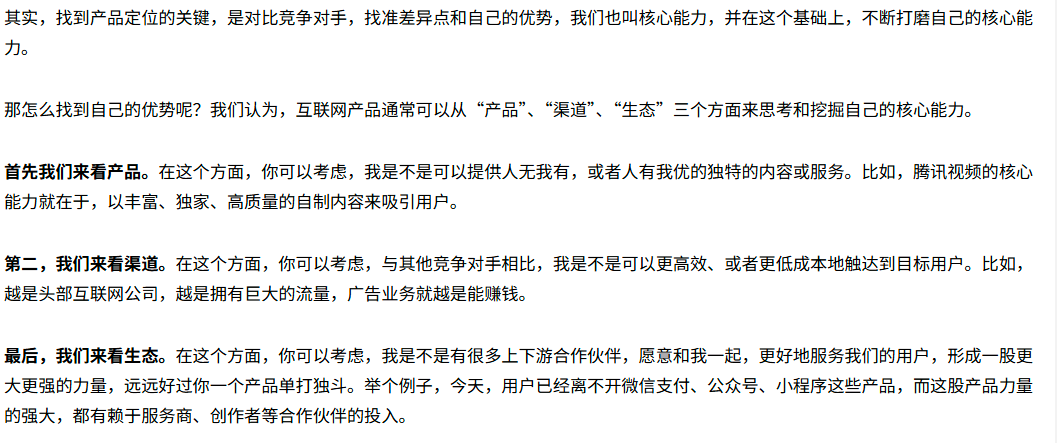 其实，找到产品定位的关键，是对比竞争对手，找准差异点和自己的优势，我们也叫核心能力，并在这个基础上，不断打磨自己的核心能
力。
那怎么找到自己的优势呢？我们认为，互联网产品通常可以从“产品”、“渠道”、“生态”三个方面来思考和挖掘自己的核心能力。
首先我们来看产品。在这个方面，你可以考虑，我是不是可以提供人无我有，或者人有我优的独特的内容或服务。比如，腾讯视频的核心
能力就在于，以丰富、独家、高质量的自制内容来吸引用户。
第二，我们来看渠道。在这个方面，你可以考虑，与其他竞争对手相比，我是不是可以更高效、或者更低成本地触达到目标用户。比如，
越是头部互联网公司，越是拥有巨大的流量，广告业务就越是能赚钱。
最后，我们来看生态。在这个方面，你可以考虑，我是不是有很多上下游合作伙伴，愿意和我一起，更好地服务我们的用户，形成一股更
大更强的力量，远远好过你一个产品单打独斗。举个例子，今天，用户已经离不开微信支付、公众号、小程序这些产品，而这股产品力量
的强大，都有赖于服务商、创作者等合作伙伴的投入。